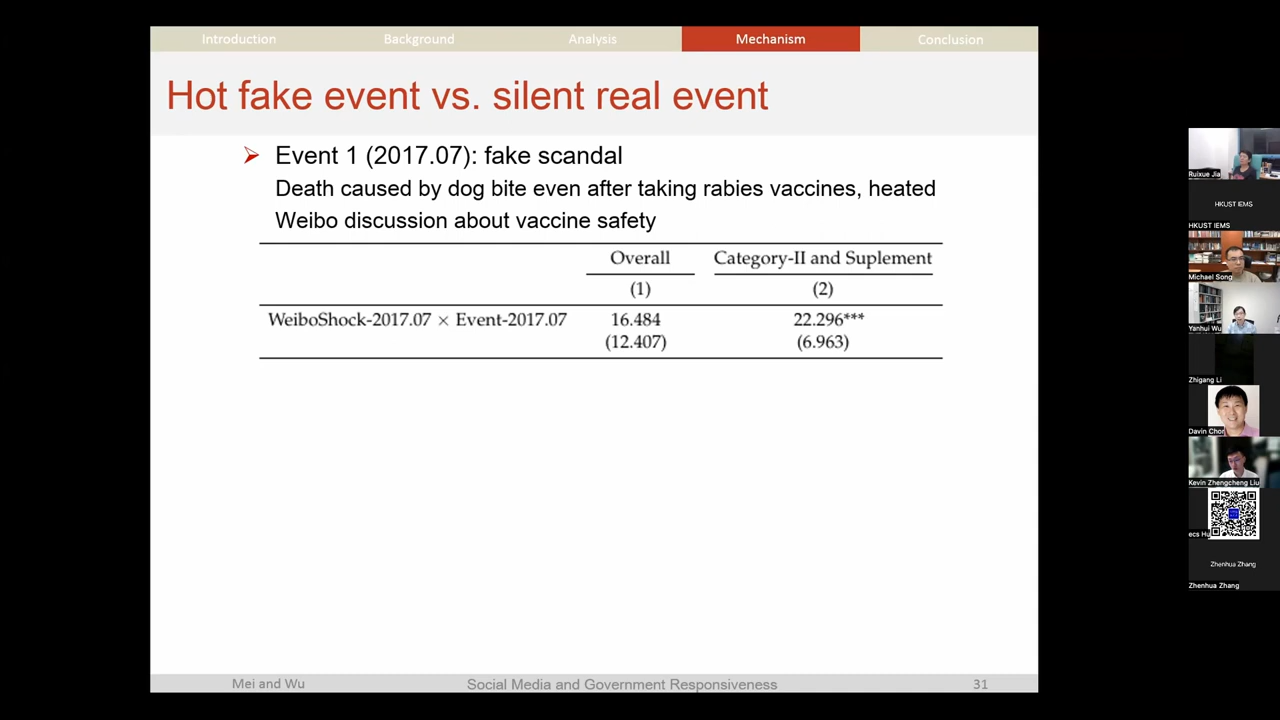 Introduction Background Analysis Mechanism Conclusion
Hot fake event vs. silent real event
Event 1 (2017.07): fake scandal
Death caused by dog bite even after taking rabies vaccines, heated
Weibo discussion about vaccine safety
Overall Category-II and Suplement
(1) (2)
WeiboShock-2017.07 × Event-2017.07 16.484 22.296***
(12.407) (6.963)
Mei and Wu Social Media and Government Responsiveness 31
Ruixue Jia
HKUST IEMS
HKUST IEMS
Michael Song
Yanhui Wu
Zhigang Li
Davin Chor
Kevin Zhengcheng Liu
ecs
Zhenhua Zhang
Zhenhua Zhang